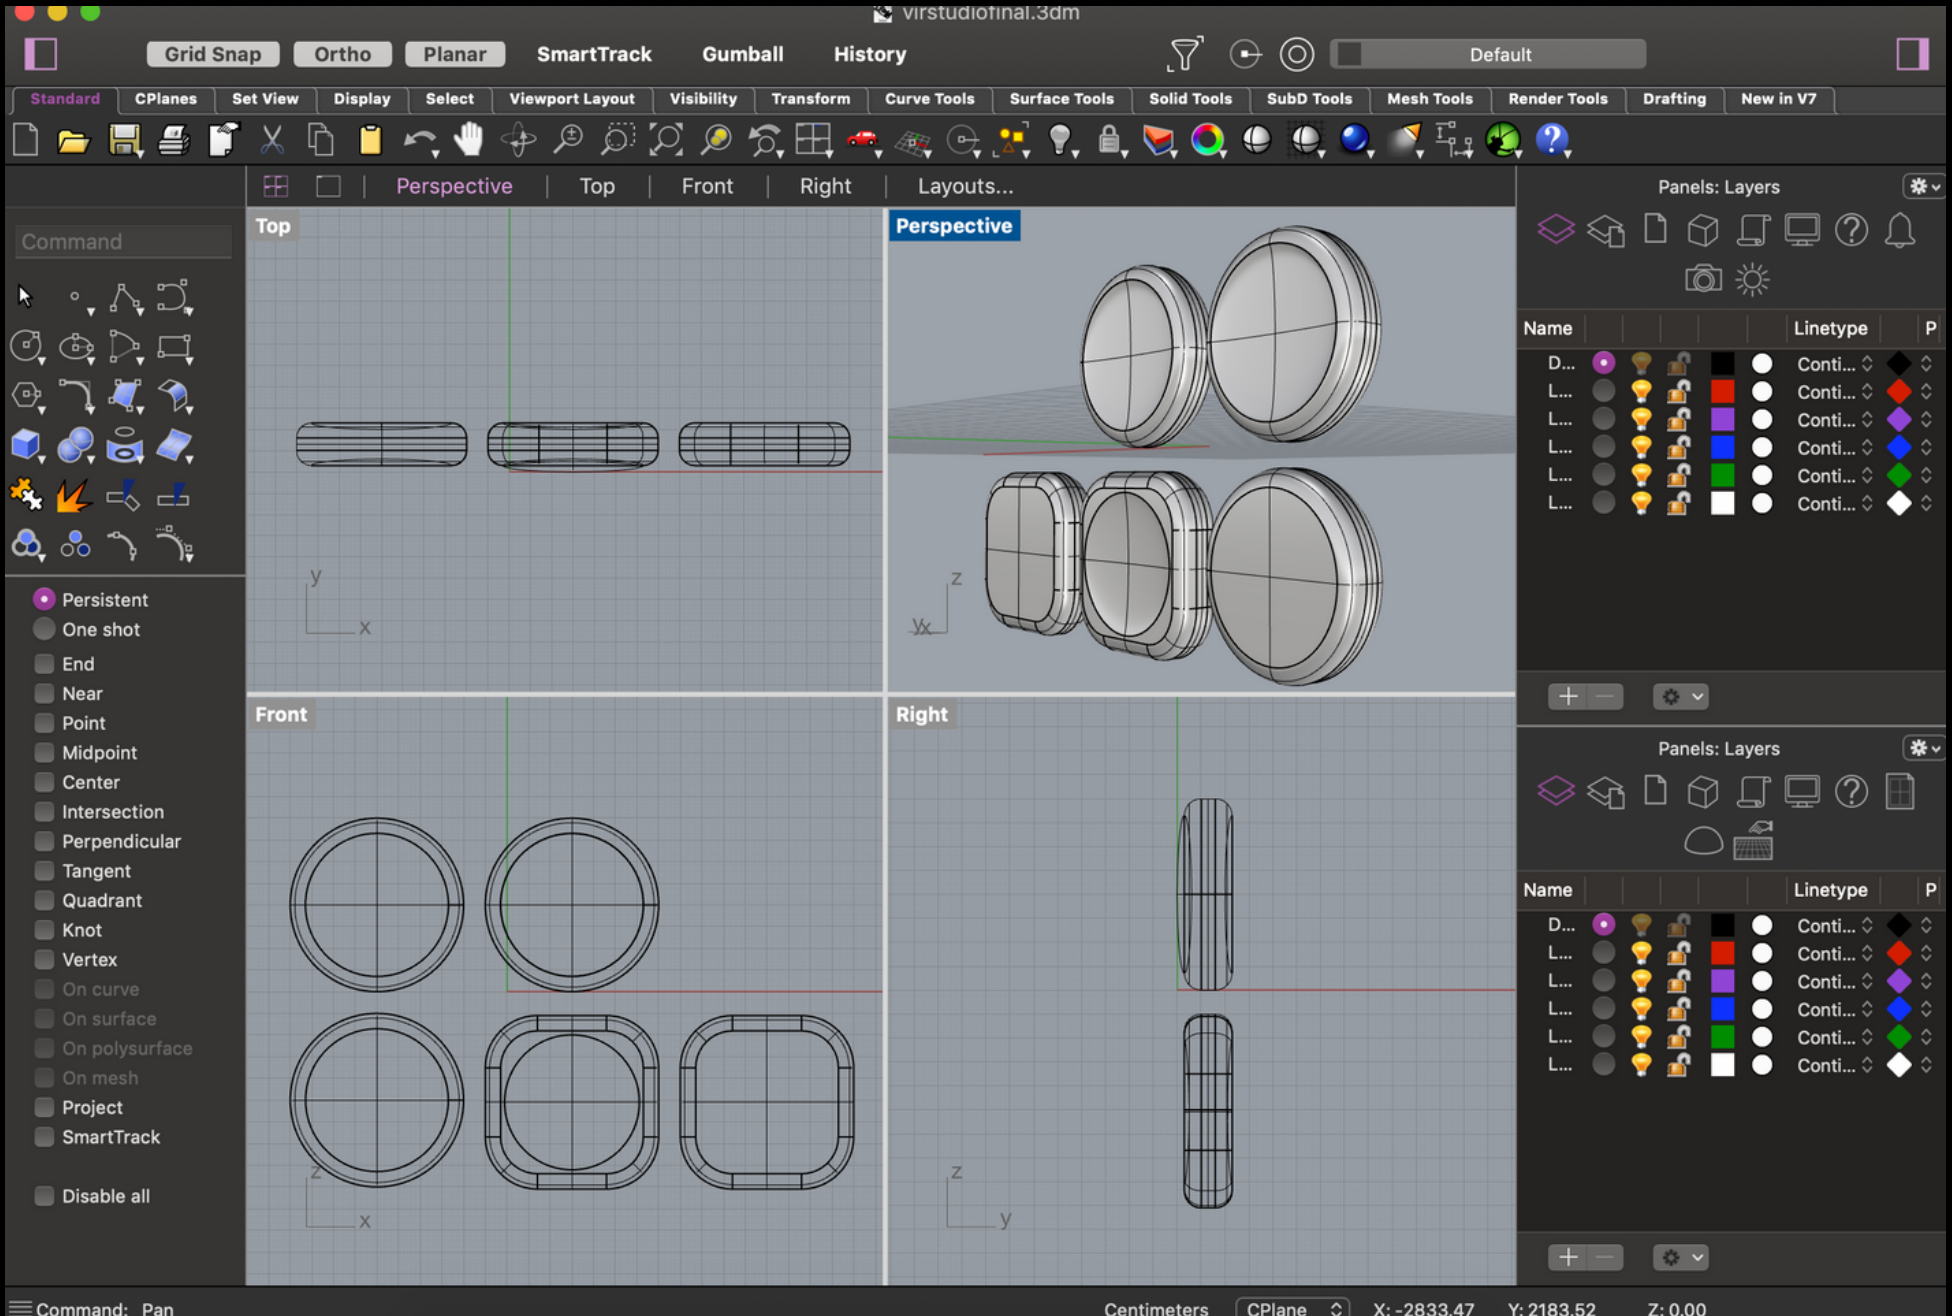 virstudiofinal.3dm
Grid Snap Ortho Planar SmartTrack Gumball History Default
Standard CPlanes Set View Display Select Viewport Layout Visibility Transform Curve Tools Surface Tools Solid Tools SubD Tools Mesh Tools Render Tools Drafting New in V7
Perspective Top Front Right Layouts...
Panels: Layers
Command
Top
Perspective
Name Linetype P
D... Conti...
L... Conti...
L... Conti...
L... Conti...
L... Conti...
L... Conti...
y
x
z
y x
Persistent
One shot
End
Near
Point
Midpoint
Center
Intersection
Perpendicular
Tangent
Quadrant
Knot
Vertex
On curve
On surface
On polysurface
On mesh
Project
SmartTrack
Disable all
Front
Right
z
x
z
y
Panels: Layers
Name Linetype P
D... Conti...
L... Conti...
L... Conti...
L... Conti...
L... Conti...
L... Conti...
Command: Pan Centimeters CPlane X: -2833.47 Y: 2183.52 Z: 0.00